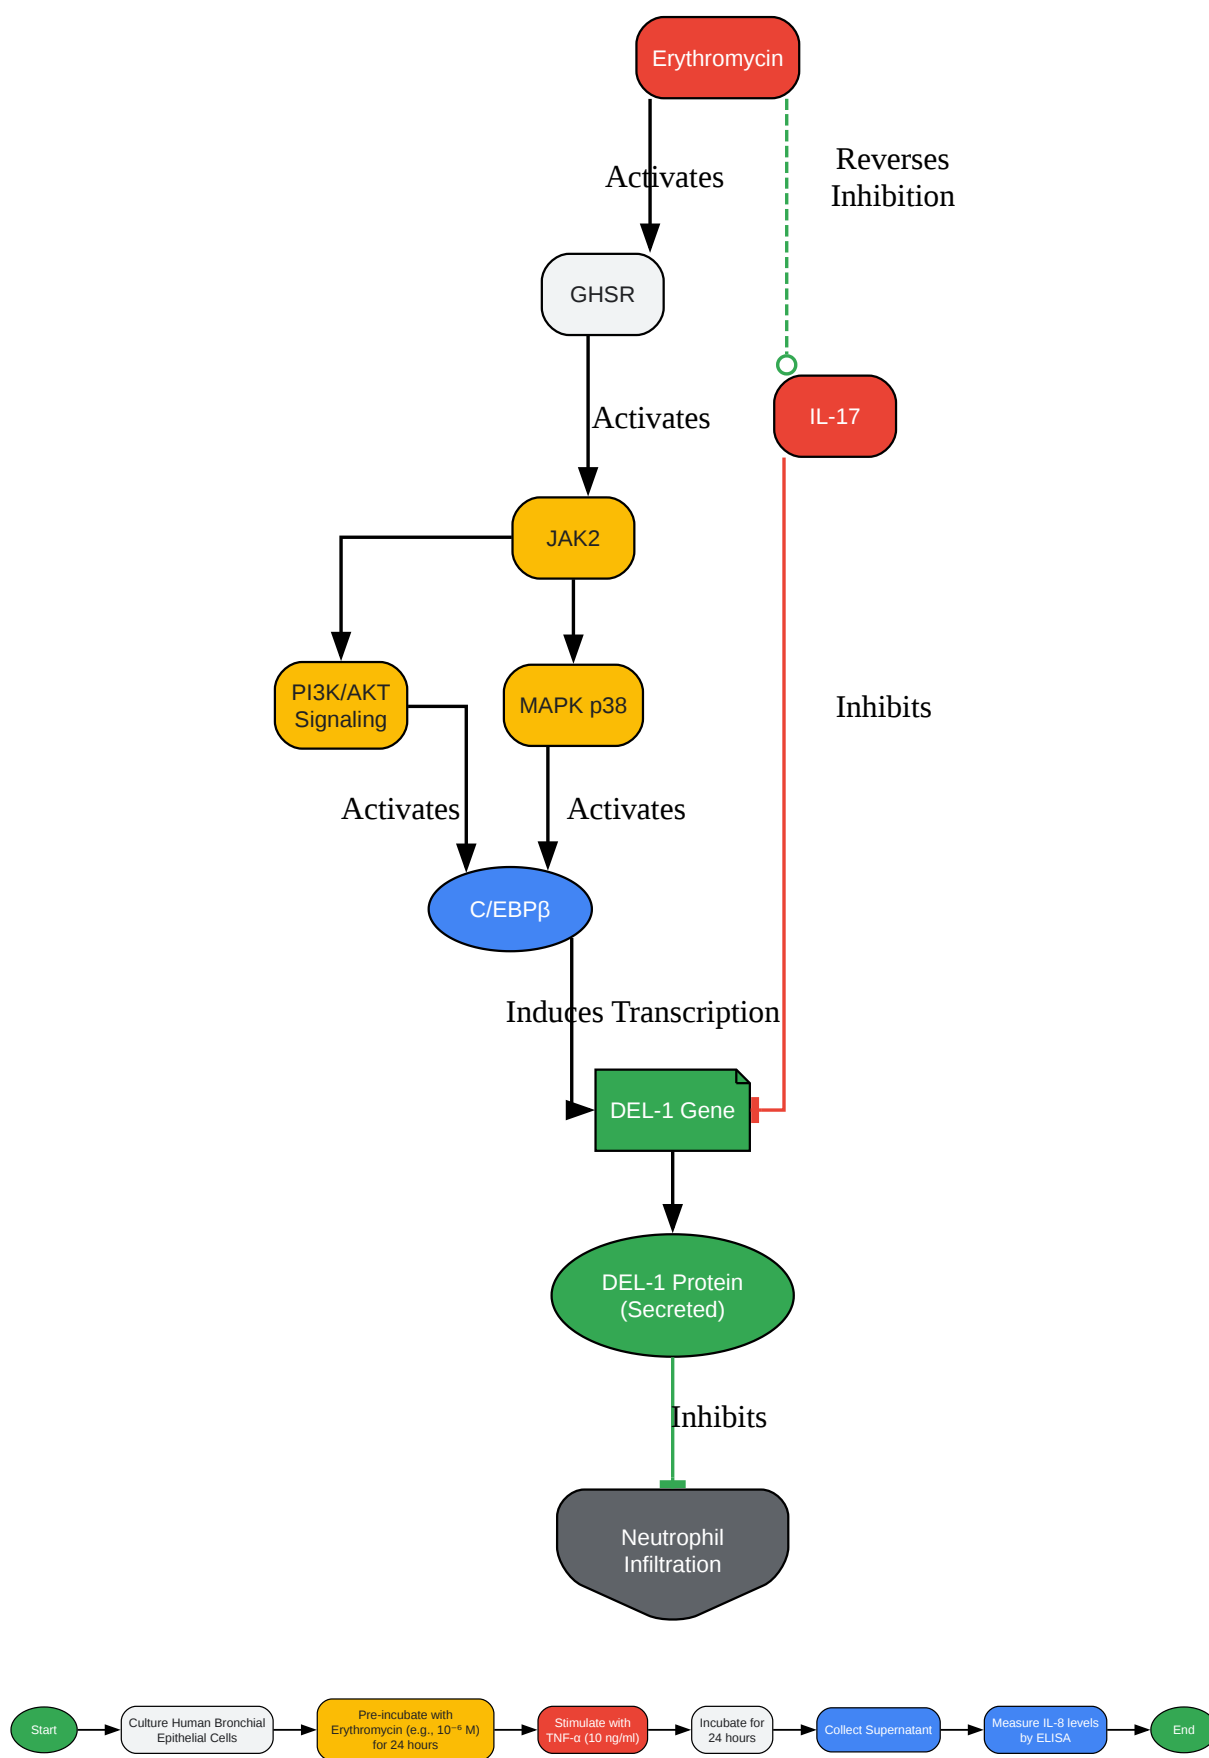 Erythromycin
Activates
Reverses
Inhibition
GHSR
Activates
IL-17
JAK2
PI3K/AKT
Signaling
MAPK p38
Inhibits
Activates
Activates
C/EBPβ
Induces Transcription
DEL-1 Gene
DEL-1 Protein
(Secreted)
Inhibits
Neutrophil
Infiltration
Start
Culture Human Bronchial
Epithelial Cells
Pre-incubate with
Erythromycin (e.g., 10⁻⁶ M)
for 24 hours
Stimulate with
TNF-α (10 ng/ml)
Incubate for
24 hours
Collect Supernatant
Measure IL-8 levels
by ELISA
End